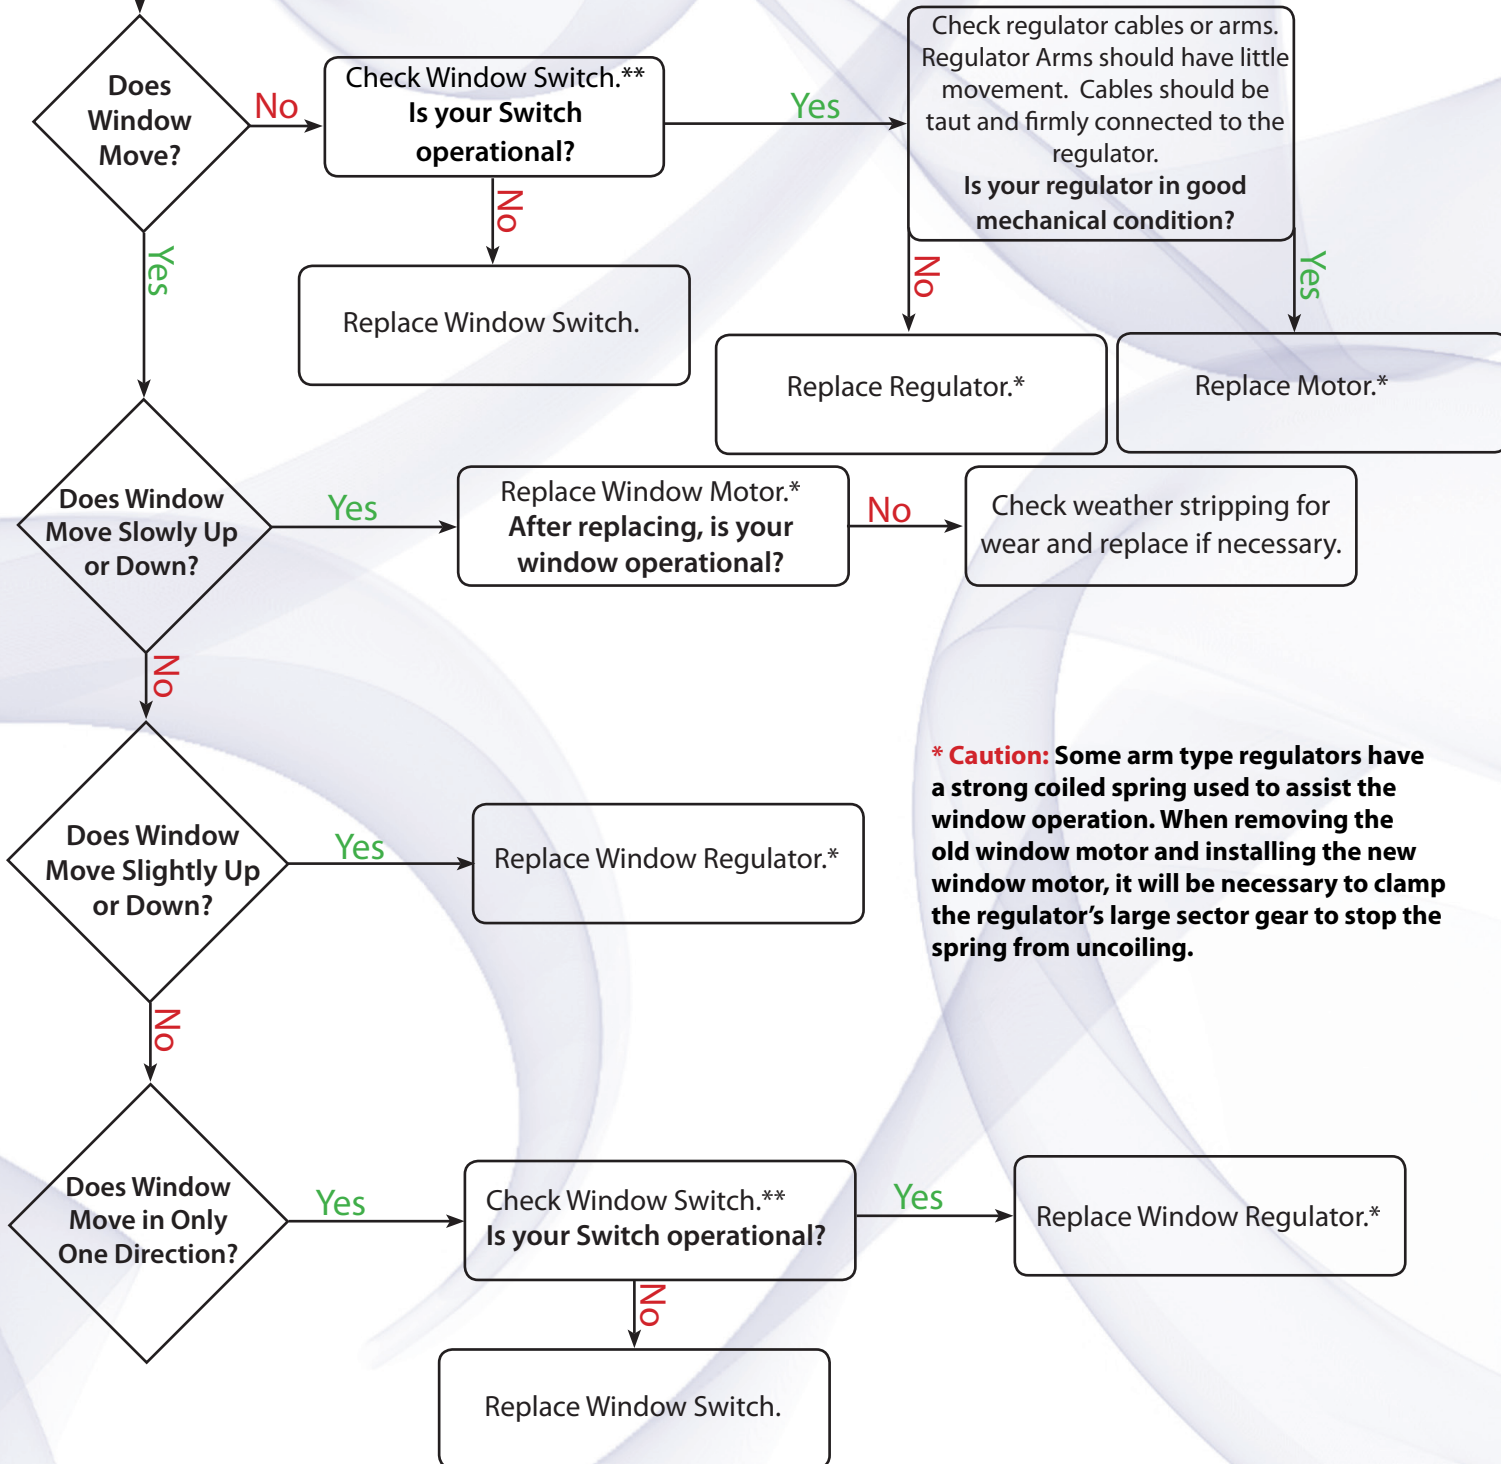 Does
Window
Move?
No
Check Window Switch.**
Is your Switch
operational?
Yes
Check regulator cables or arms.
Regulator Arms should have little
movement.  Cables should be
taut and firmly connected to the
regulator.
Is your regulator in good
mechanical condition?
No
Replace Window Switch.
No
Replace Regulator.*
Yes
Replace Motor.*
Yes
Does Window
Move Slowly Up
or Down?
Yes
Replace Window Motor.*
After replacing, is your
window operational?
No
Check weather stripping for
wear and replace if necessary.
No
Does Window
Move Slightly Up
or Down?
Yes
Replace Window Regulator.*
* Caution: Some arm type regulators have
a strong coiled spring used to assist the
window operation. When removing the
old window motor and installing the new
window motor, it will be necessary to clamp
the regulator’s large sector gear to stop the
spring from uncoiling.
No
Does Window
Move in Only
One Direction?
Yes
Check Window Switch.**
Is your Switch operational?
Yes
Replace Window Regulator.*
No
Replace Window Switch.